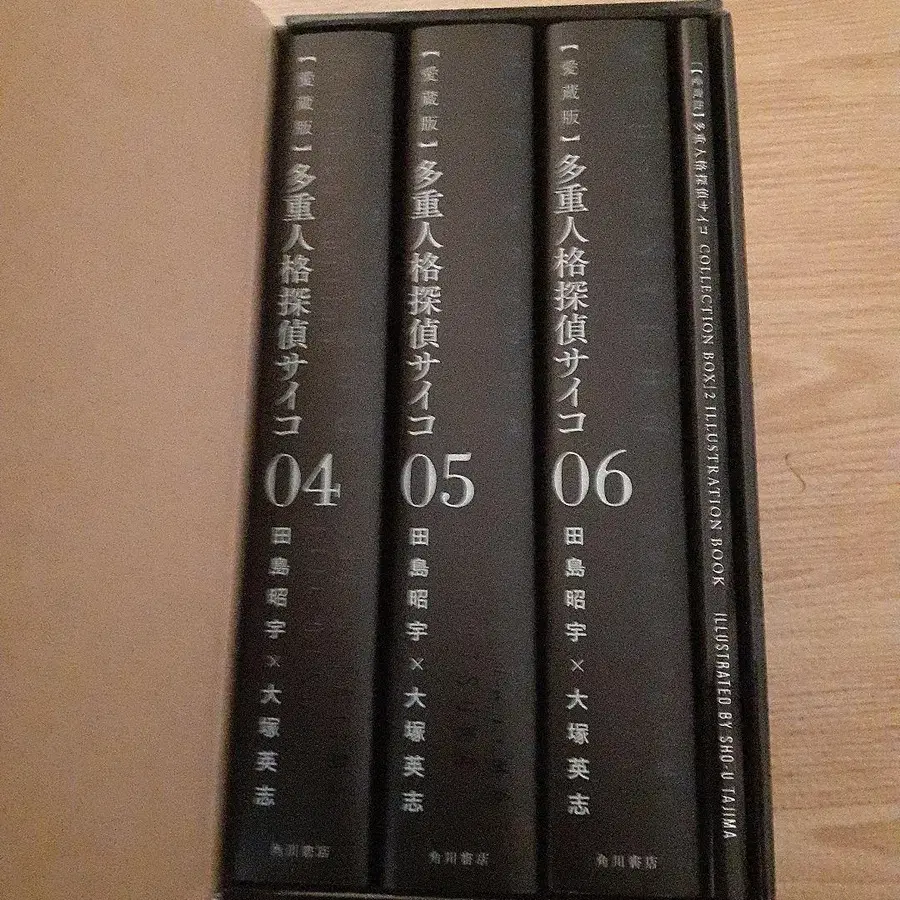 【愛蔵版】多重人格探偵サイコ
04
田島昭宇×大塚英志
角川書店
【愛蔵版】多重人格探偵サイコ
05
田島昭宇×大塚英志
角川書店
【愛蔵版】多重人格探偵サイコ
06
田島昭宇×大塚英志
角川書店
「【愛蔵版】多重人格探偵サイコ COLLECTION BOX」2 ILLUSTRATION BOOK ILLUSTRATED BY SHO-U TAJIMA